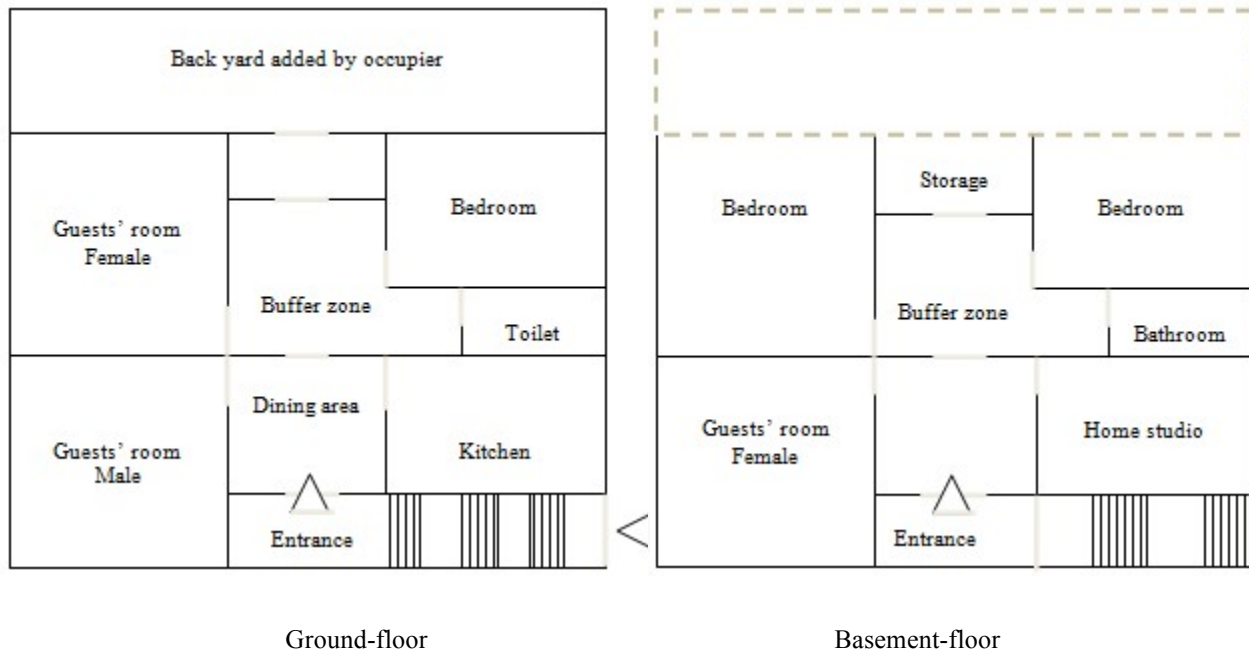 Back yard added by occupier
Bedroom
Guests’ room
Female
Buffer zone
Toilet
Dining area
Guests’ room
Male
Kitchen
Entrance
Ground-floor
Storage
Bedroom
Bedroom
Buffer zone
Bathroom
Guests’ room
Female
Home studio
Entrance
Basement-floor